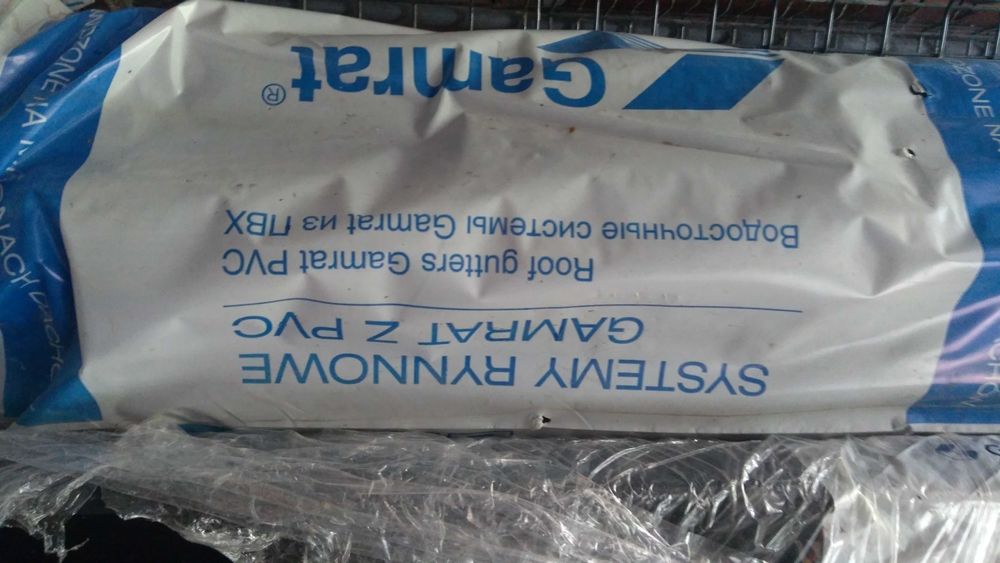 SYSTEMY RYNNOWE
GAMRAT Z PVC
Roof gutters Gamrat PVC
Водосточные системы Gamrat из ПВХ
Gamrat®